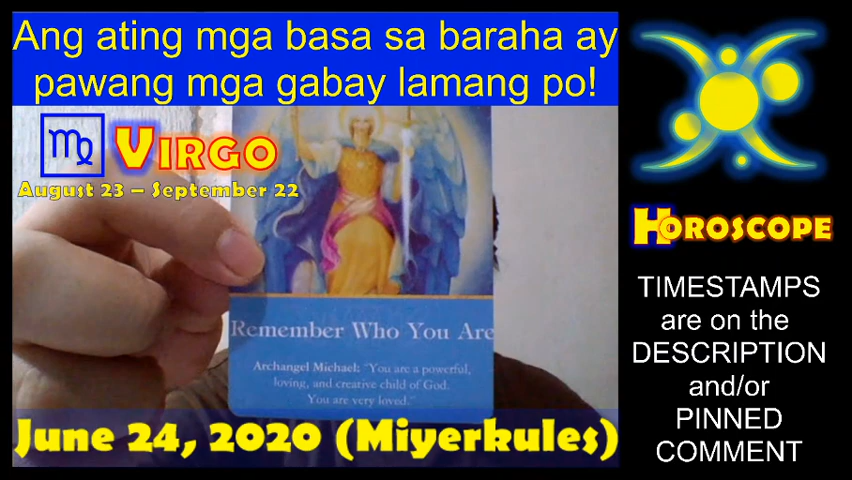 Ang ating mga basa sa baraha ay
pawang mga gabay lamang po!
VIRGO
August 23 – September 22
Remember Who You Are
Archangel Michael: "You are a powerful,
loving, and creative child of God.
You are very loved."
June 24, 2020 (Miyerkules)
HOROSCOPE
TIMESTAMPS
are on the
DESCRIPTION
and/or
PINNED
COMMENT